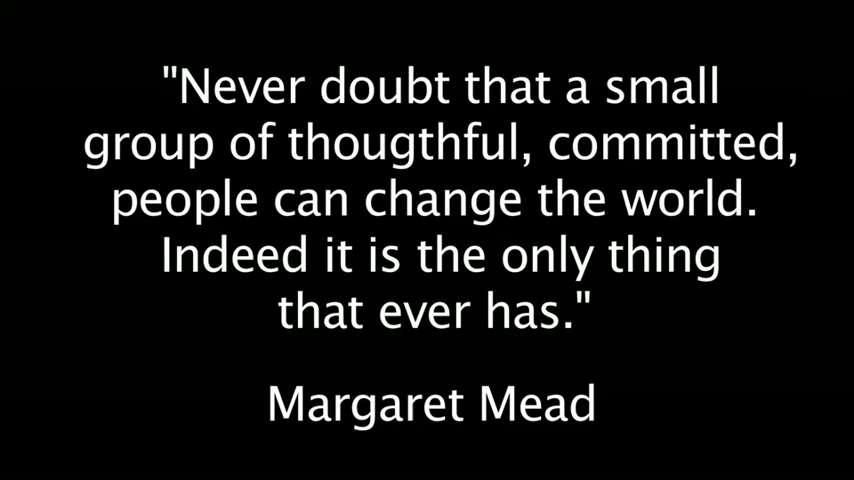 "Never doubt that a small
group of thougthful, committed,
people can change the world.
Indeed it is the only thing
that ever has."
Margaret Mead